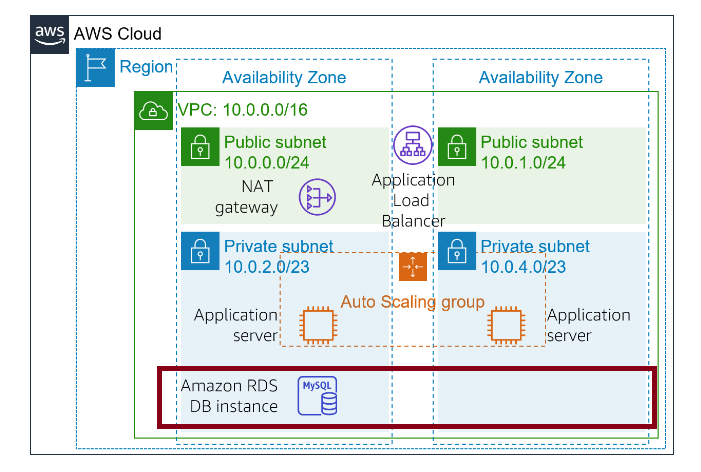 aws
AWS Cloud
Region
Availability Zone
Availability Zone
VPC: 10.0.0.0/16
Public subnet
10.0.0.0/24
NAT
gateway
Application
Load
Balancer
Public subnet
10.0.1.0/24
Private subnet
10.0.2.0/23
Private subnet
10.0.4.0/23
Auto Scaling group
Application
server
Application
server
Amazon RDS
DB instance
MySQL